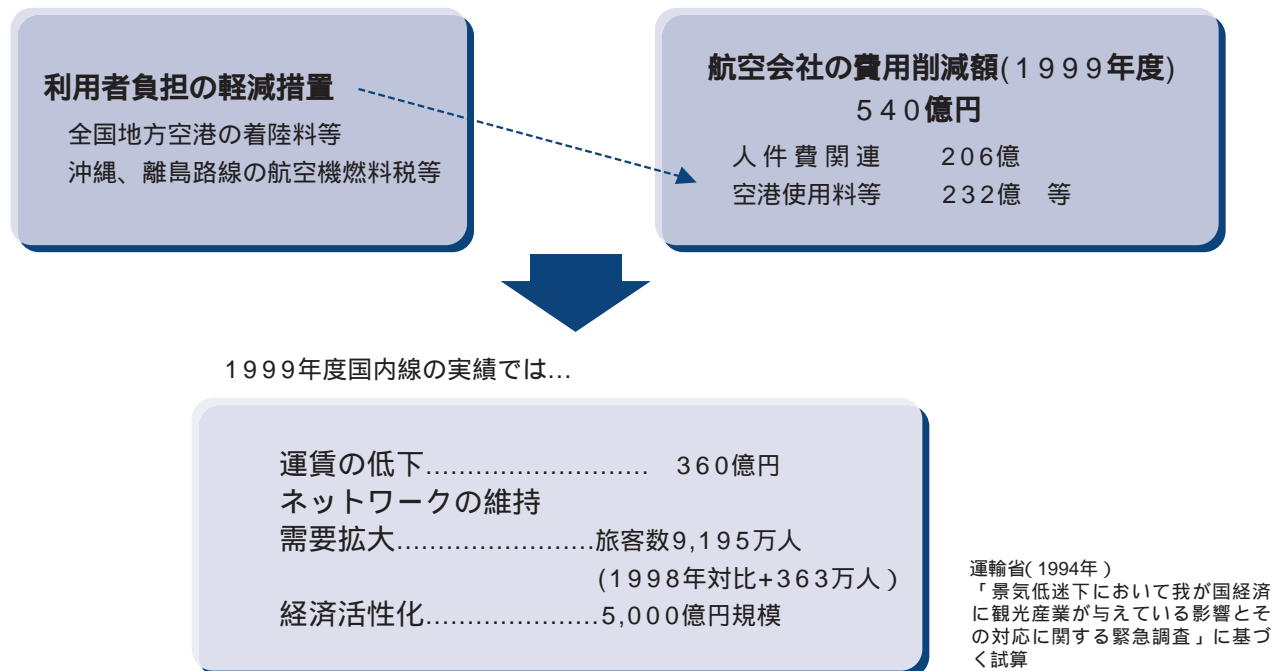 利用者負担の軽減措置
全国地方空港の着陸料等
沖縄、離島路線の航空機燃料税等
航空会社の費用削減額(1999年度)
540億円
人件費関連 206億
空港使用料等 232億 等
1999年度国内線の実績では...
運賃の低下........................... 360億円
ネットワークの維持
需要拡大........................旅客数9,195万人
(1998年対比+363万人)
経済活性化.....................5,000億円規模
運輸省(1994年)
「景気低迷下において我が国経済
に観光産業が与えている影響とそ
の対応に関する緊急調査」に基づ
く試算